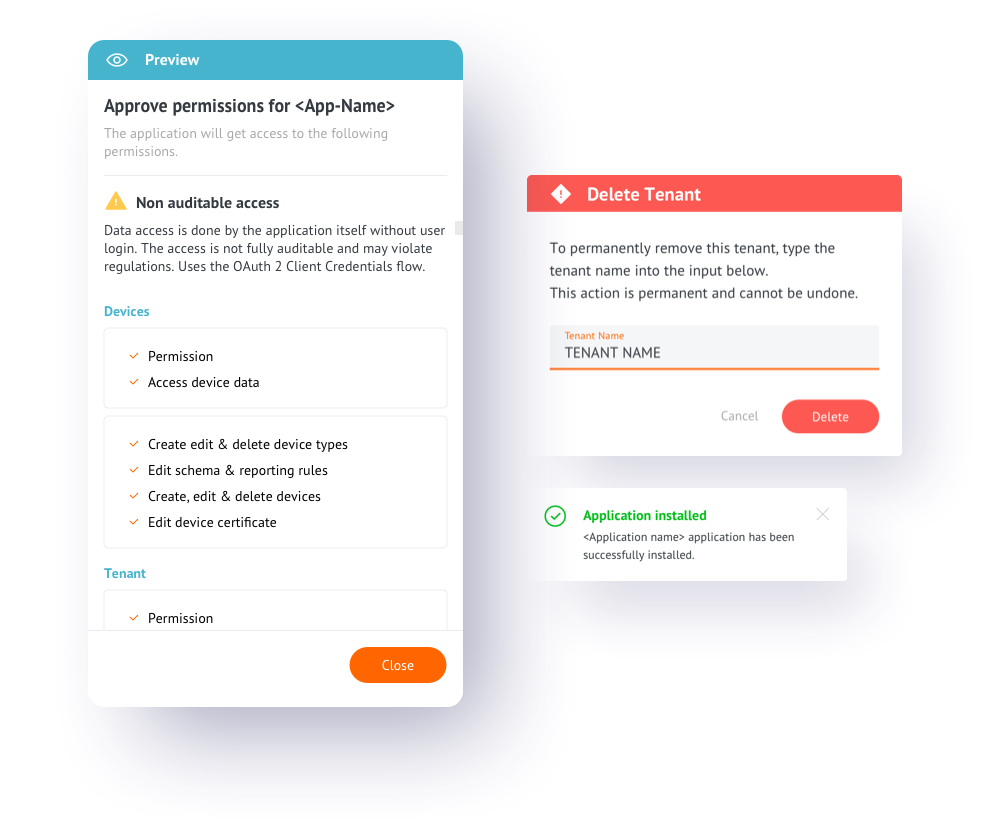 Preview
Approve permissions for <App-Name>
The application will get access to the following
permissions.
Non auditable access
Data access is done by the application itself without user
login. The access is not fully auditable and may violate
regulations. Uses the OAuth 2 Client Credentials flow.
Devices
Permission
Access device data
Create edit & delete device types
Edit schema & reporting rules
Create, edit & delete devices
Edit device certificate
Tenant
Permission
Close
Delete Tenant
To permanently remove this tenant, type the
tenant name into the input below.
This action is permanent and cannot be undone.
Tenant Name
TENANT NAME
Cancel
Delete
Application installed
<Application name> application has been
successfully installed.